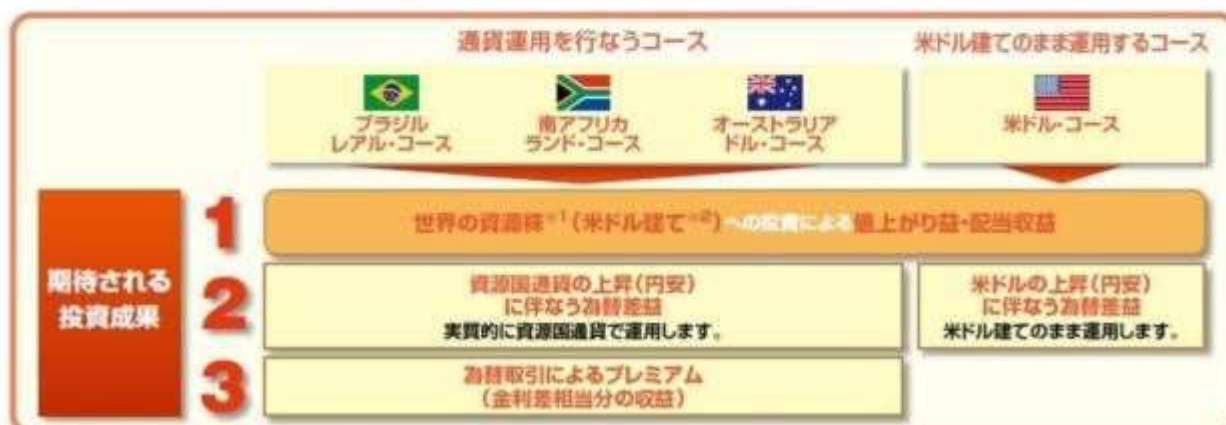 通貨運用を行なうコース
米ドル建てのまま運用するコース
ブラジル
レアル・コース
南アフリカ
ランド・コース
オーストラリア
ドル・コース
米ドル・コース
期待される
投資成果
1
世界の資源株※1(米ドル建て※2)への投資による値上がり益・配当収益
2
資源国通貨の上昇(円安)
に伴なう為替差益
実質的に資源国通貨で運用します。
米ドルの上昇(円安)
に伴なう為替差益
米ドル建てのまま運用します。
3
為替取引によるプレミアム
(金利差相当分の収益)